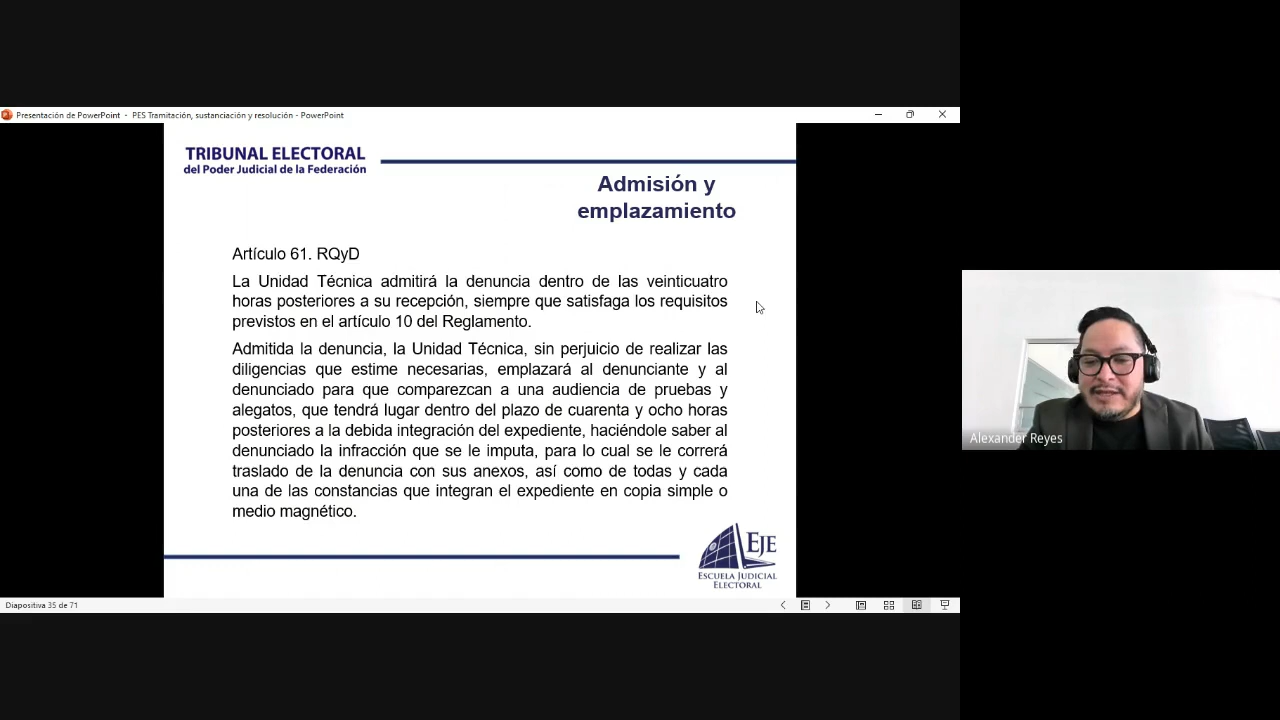 Presentación de PowerPoint - PES Tramitación, sustanciación y resolución - PowerPoint
TRIBUNAL ELECTORAL
del Poder Judicial de la Federación
Admisión y
emplazamiento
Artículo 61. RQyD
La Unidad Técnica admitirá la denuncia dentro de las veinticuatro
horas posteriores a su recepción, siempre que satisfaga los requisitos
previstos en el artículo 10 del Reglamento.
Admitida la denuncia, la Unidad Técnica, sin perjuicio de realizar las
diligencias que estime necesarias, emplazará al denunciante y al
denunciado para que comparezcan a una audiencia de pruebas y
alegatos, que tendrá lugar dentro del plazo de cuarenta y ocho horas
posteriores a la debida integración del expediente, haciéndole saber al
denunciado la infracción que se le imputa, para lo cual se le correrá
traslado de la denuncia con sus anexos, así como de todas y cada
una de las constancias que integran el expediente en copia simple o
medio magnético.
EJE
ESCUELA JUDICIAL
ELECTORAL
Diapositiva 35 de 71
Alexander Reyes